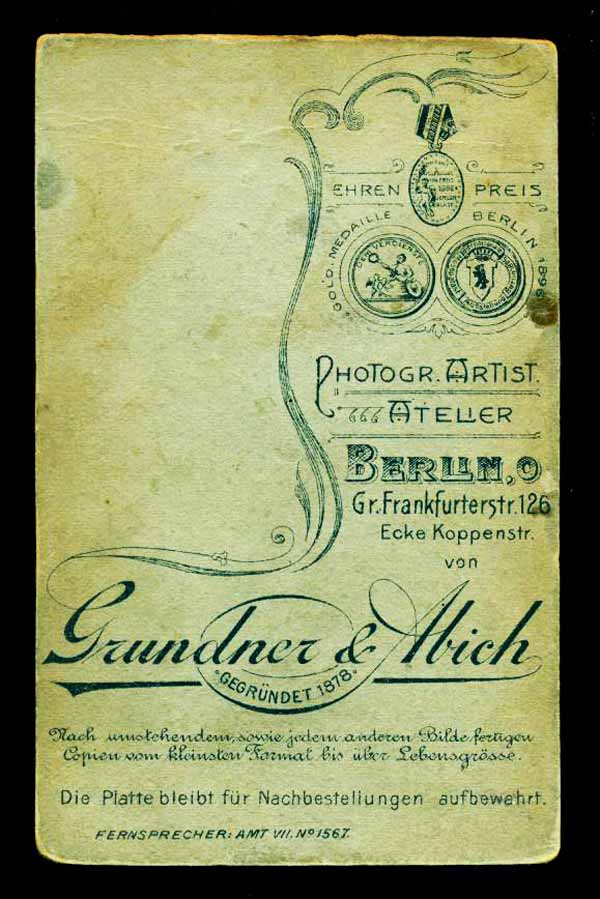 EHREN PREIS
GOLD. MEDAILLE BERLIN 1896
DEM VERDIENSTE
PHOTOGR. ARTIST.
ATELIER
BERLIN, O
Gr. Frankfurterstr. 126
Ecke Koppenstr.
von
Grundner & Abich
GEGRÜNDET 1878
Nach umstehendem, sowie jedem anderen Bilde fertigen
Copien vom kleinsten Format bis über Lebensgrösse.
Die Platte bleibt für Nachbestellungen aufbewahrt.
FERNSPRECHER: AMT VII. No 1567.